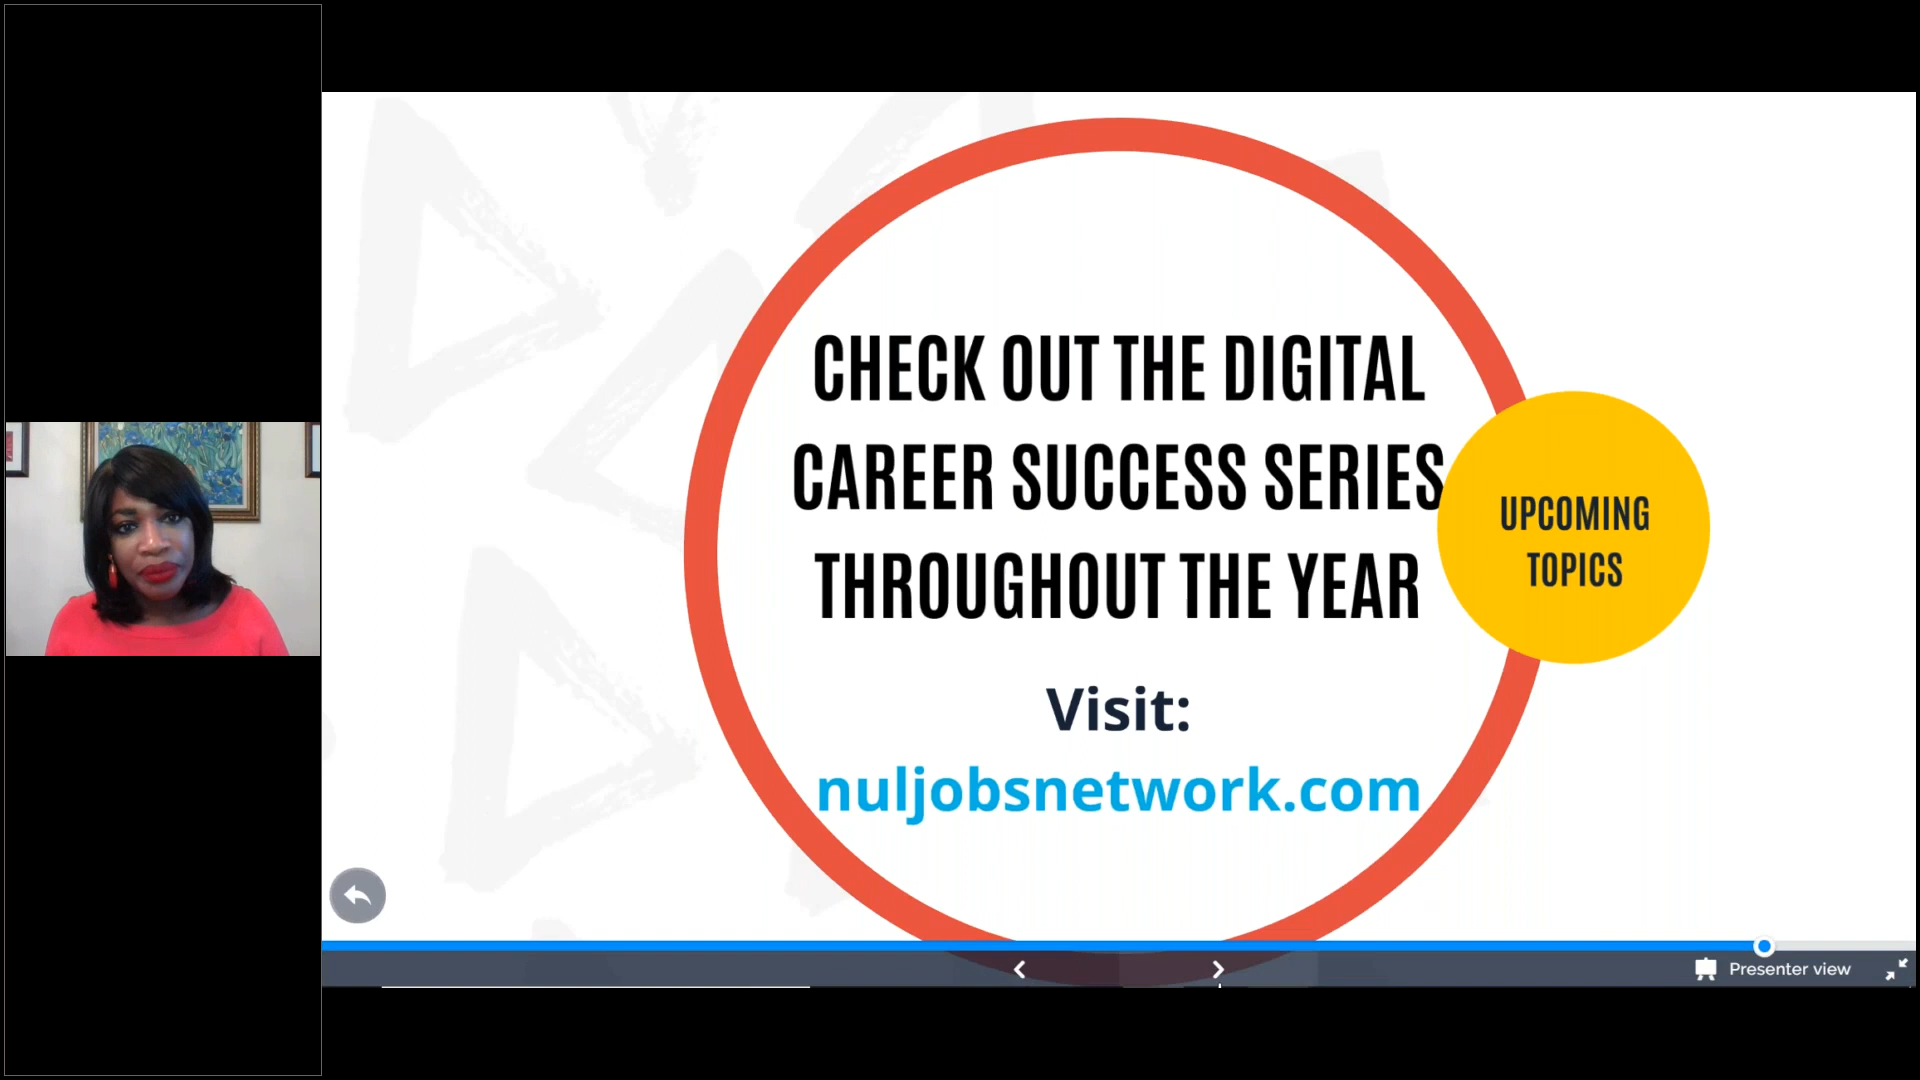 CHECK OUT THE DIGITAL
CAREER SUCCESS SERIES
THROUGHOUT THE YEAR
UPCOMING
TOPICS
Visit:
nuljobsnetwork.com
Presenter view